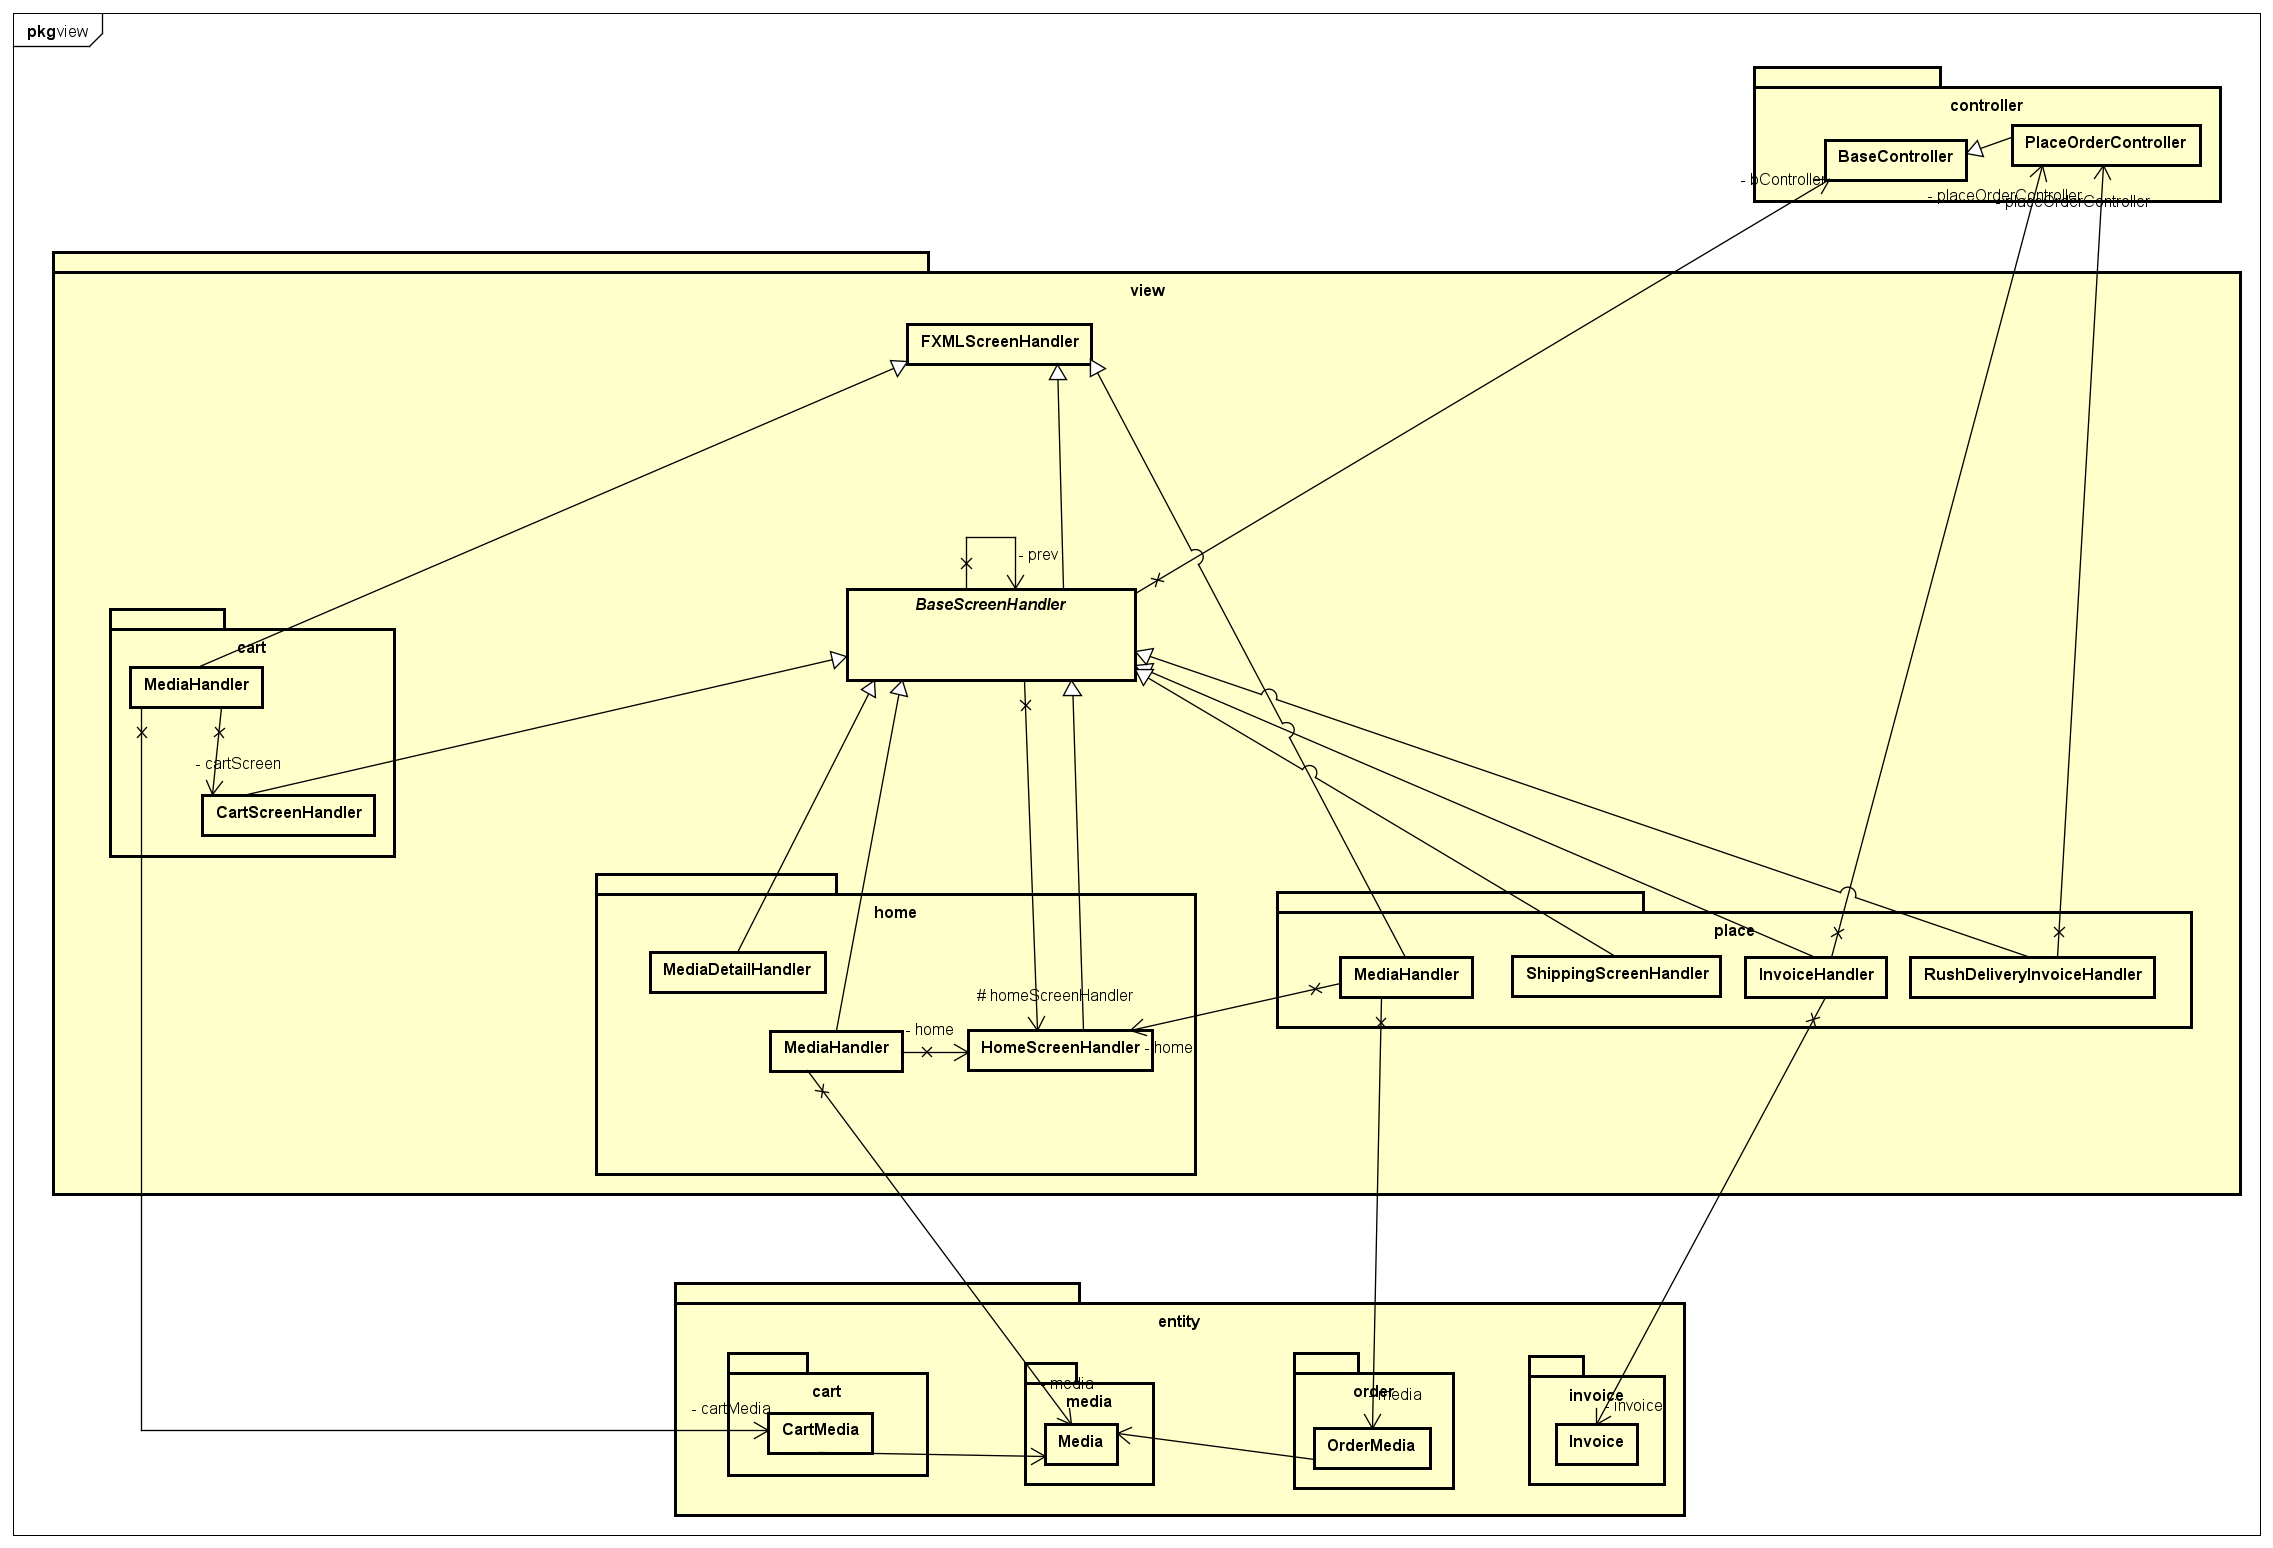 pkg view
controller
PlaceOrderController
BaseController
- bController
- placeOrderController
- placeOrderController
view
FXMLScreenHandler
- prev
BaseScreenHandler
cart
MediaHandler
- cartScreen
CartScreenHandler
home
place
MediaDetailHandler
MediaHandler
ShippingScreenHandler
InvoiceHandler
RushDeliveryInvoiceHandler
# homeScreenHandler
- home
MediaHandler
HomeScreenHandler
- home
entity
- media
cart
order
- media
invoice
media
- cartMedia
- invoice
CartMedia
Media
OrderMedia
Invoice